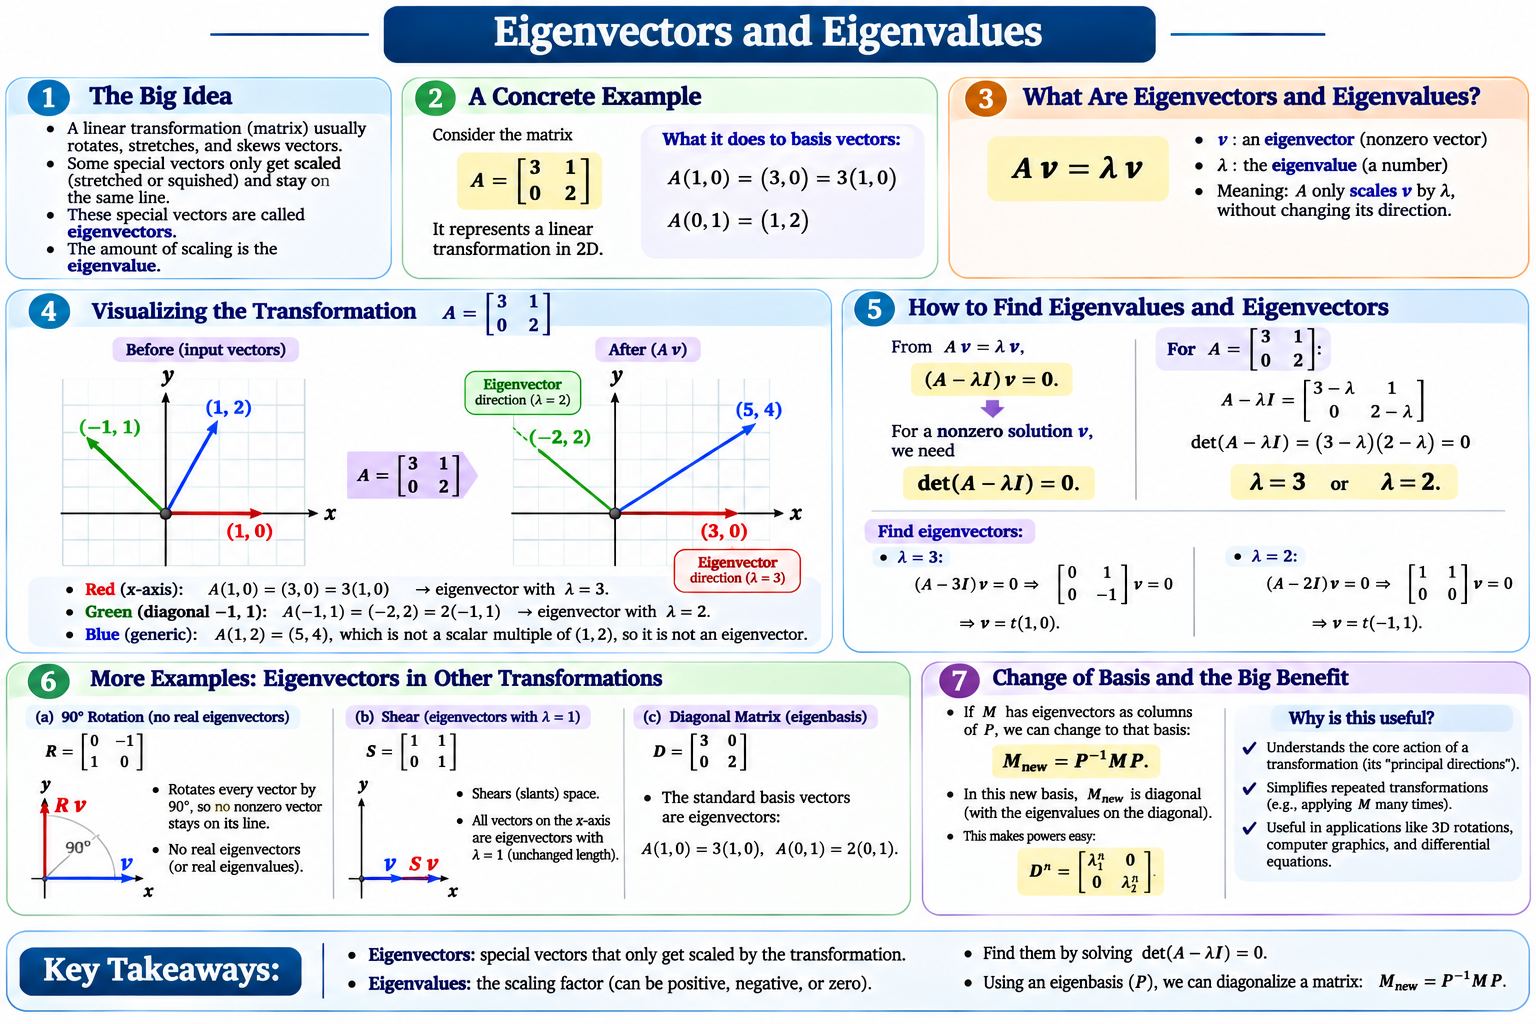 Eigenvectors and Eigenvalues
1 The Big Idea
• A linear transformation (matrix) usually
rotates, stretches, and skews vectors.
• Some special vectors only get scaled
(stretched or squished) and stay on
the same line.
• These special vectors are called
eigenvectors.
• The amount of scaling is the
eigenvalue.
2 A Concrete Example
Consider the matrix
A = [3 1
0 2]
It represents a linear
transformation in 2D.
What it does to basis vectors:
A(1, 0) = (3, 0) = 3(1, 0)
A(0, 1) = (1, 2)
3 What Are Eigenvectors and Eigenvalues?
A v = λ v
• v : an eigenvector (nonzero vector)
• λ : the eigenvalue (a number)
• Meaning: A only scales v by λ,
without changing its direction.
4 Visualizing the Transformation A = [3 1
0 2]
Before (input vectors)
y
(1, 2)
(−1, 1)
x
(1, 0)
A = [3 1
0 2]
After (A v)
Eigenvector
direction (λ = 2)
y
(5, 4)
(−2, 2)
x
(3, 0)
Eigenvector
direction (λ = 3)
• Red (x-axis): A(1, 0) = (3, 0) = 3(1, 0) → eigenvector with λ = 3.
• Green (diagonal −1, 1): A(−1, 1) = (−2, 2) = 2(−1, 1) → eigenvector with λ = 2.
• Blue (generic): A(1, 2) = (5, 4), which is not a scalar multiple of (1, 2), so it is not an eigenvector.
5 How to Find Eigenvalues and Eigenvectors
From A v = λ v,
(A − λI) v = 0.
For a nonzero solution v,
we need
det(A − λI) = 0.
For A = [3 1
0 2]:
A − λI = [3 − λ 1
0 2 − λ]
det(A − λI) = (3 − λ)(2 − λ) = 0
λ = 3 or λ = 2.
Find eigenvectors:
• λ = 3:
(A − 3I) v = 0 ⇒ [0 1
0 −1] v = 0
⇒ v = t(1, 0).
• λ = 2:
(A − 2I) v = 0 ⇒ [1 1
0 0] v = 0
⇒ v = t(−1, 1).
6 More Examples: Eigenvectors in Other Transformations
(a) 90° Rotation (no real eigenvectors)
R = [0 −1
1 0]
y
R v
90°
v
x
• Rotates every vector by
90°, so no nonzero vector
stays on its line.
• No real eigenvectors
(or real eigenvalues).
(b) Shear (eigenvectors with λ = 1)
S = [1 1
0 1]
y
v S v
x
• Shears (slants) space.
• All vectors on the x-axis
are eigenvectors with
λ = 1 (unchanged length).
(c) Diagonal Matrix (eigenbasis)
D = [3 0
0 2]
• The standard basis vectors
are eigenvectors:
A(1, 0) = 3(1, 0), A(0, 1) = 2(0, 1).
7 Change of Basis and the Big Benefit
• If M has eigenvectors as columns
of P, we can change to that basis:
M_new = P⁻¹ M P.
• In this new basis, M_new is diagonal
(with the eigenvalues on the diagonal).
• This makes powers easy:
Dⁿ = [λ₁ⁿ 0
0 λ₂ⁿ].
Why is this useful?
✓ Understands the core action of a
transformation (its "principal directions").
✓ Simplifies repeated transformations
(e.g., applying M many times).
✓ Useful in applications like 3D rotations,
computer graphics, and differential
equations.
Key Takeaways:
• Eigenvectors: special vectors that only get scaled by the transformation.
• Eigenvalues: the scaling factor (can be positive, negative, or zero).
• Find them by solving det(A − λI) = 0.
• Using an eigenbasis (P), we can diagonalize a matrix: M_new = P⁻¹ M P.